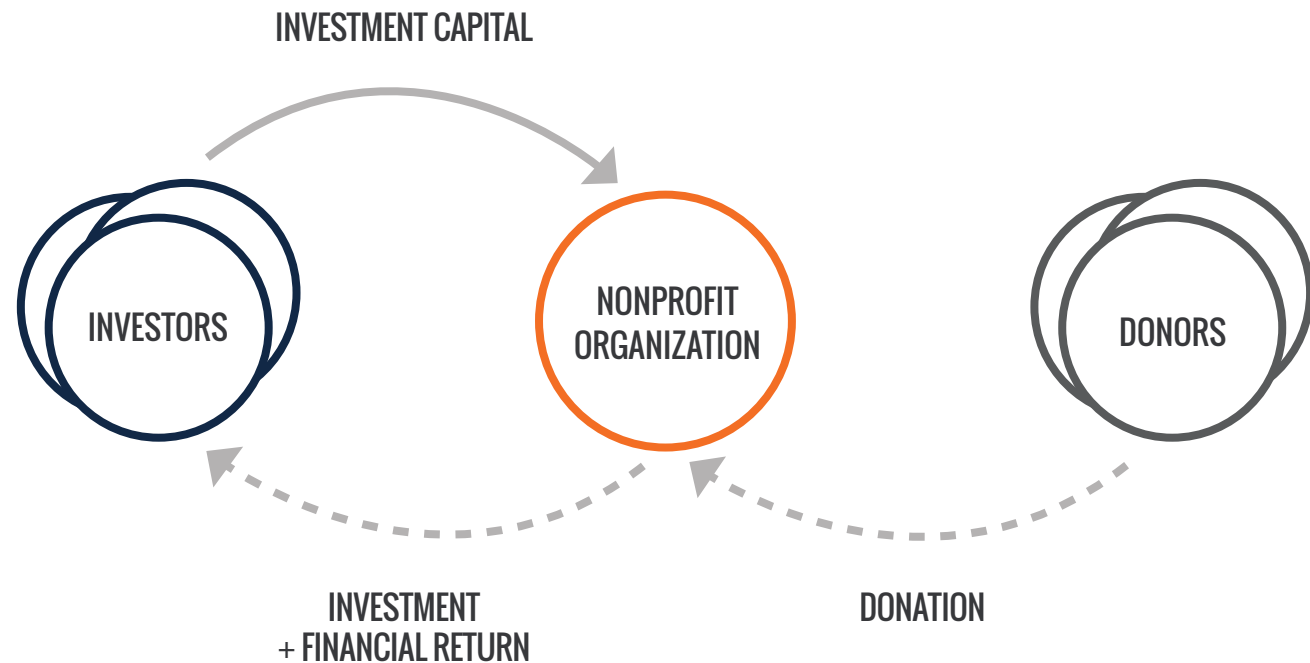 INVESTMENT CAPITAL
INVESTORS
NONPROFIT
ORGANIZATION
DONORS
INVESTMENT
+ FINANCIAL RETURN
DONATION